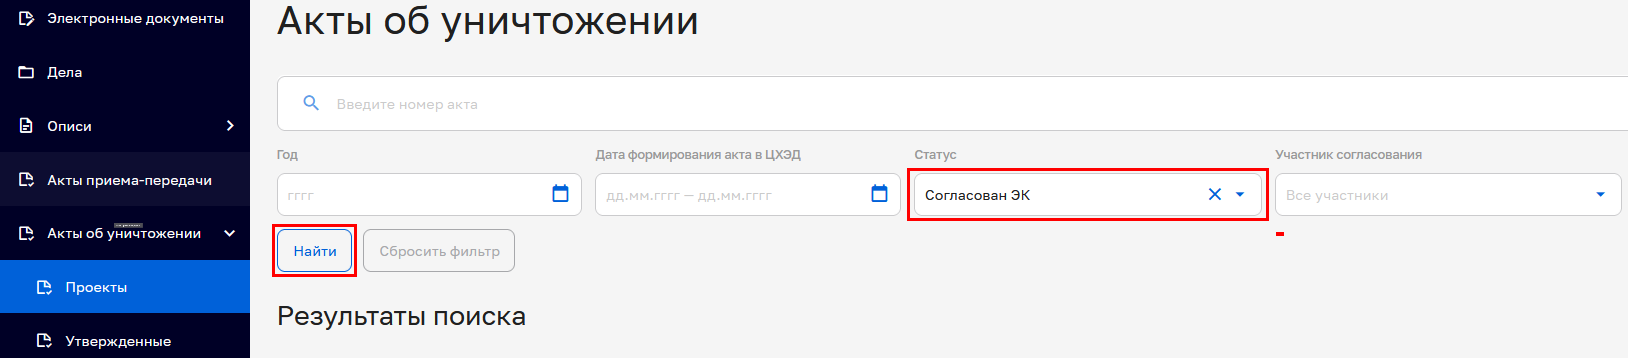 Электронные документы
Дела
Описи
Акты приема-передачи
Акты об уничтожении
Проекты
Утвержденные
Акты об уничтожении
Введите номер акта
Год
Дата формирования акта в ЦХЭД
Статус
Участник согласования
гггг
дд.мм.гггг — дд.мм.гггг
Согласован ЭК
Все участники
Найти
Сбросить фильтр
Результаты поиска